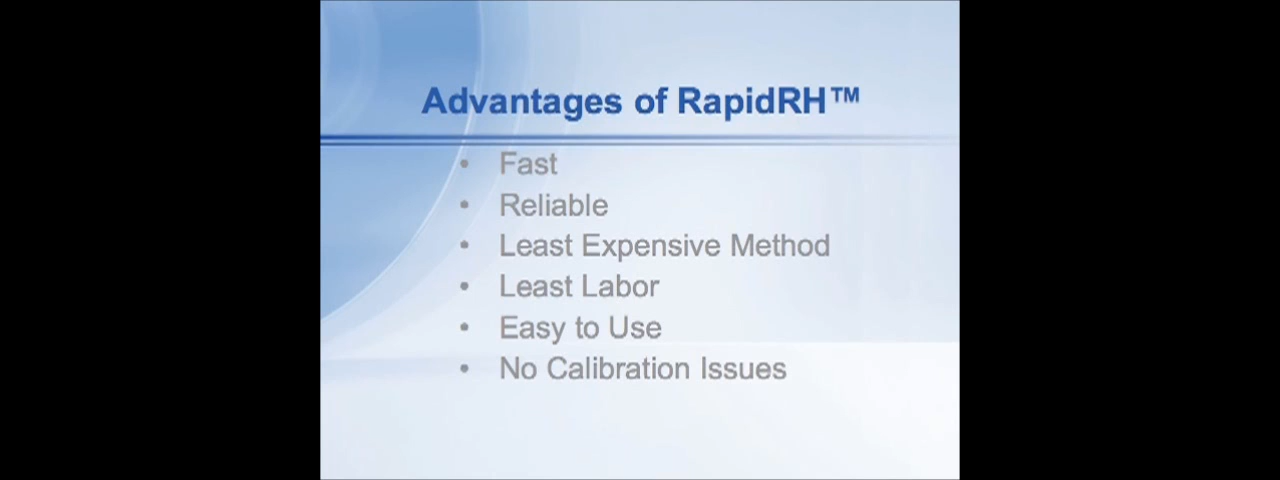 Advantages of RapidRH™
• Fast
• Reliable
• Least Expensive Method
• Least Labor
• Easy to Use
• No Calibration Issues